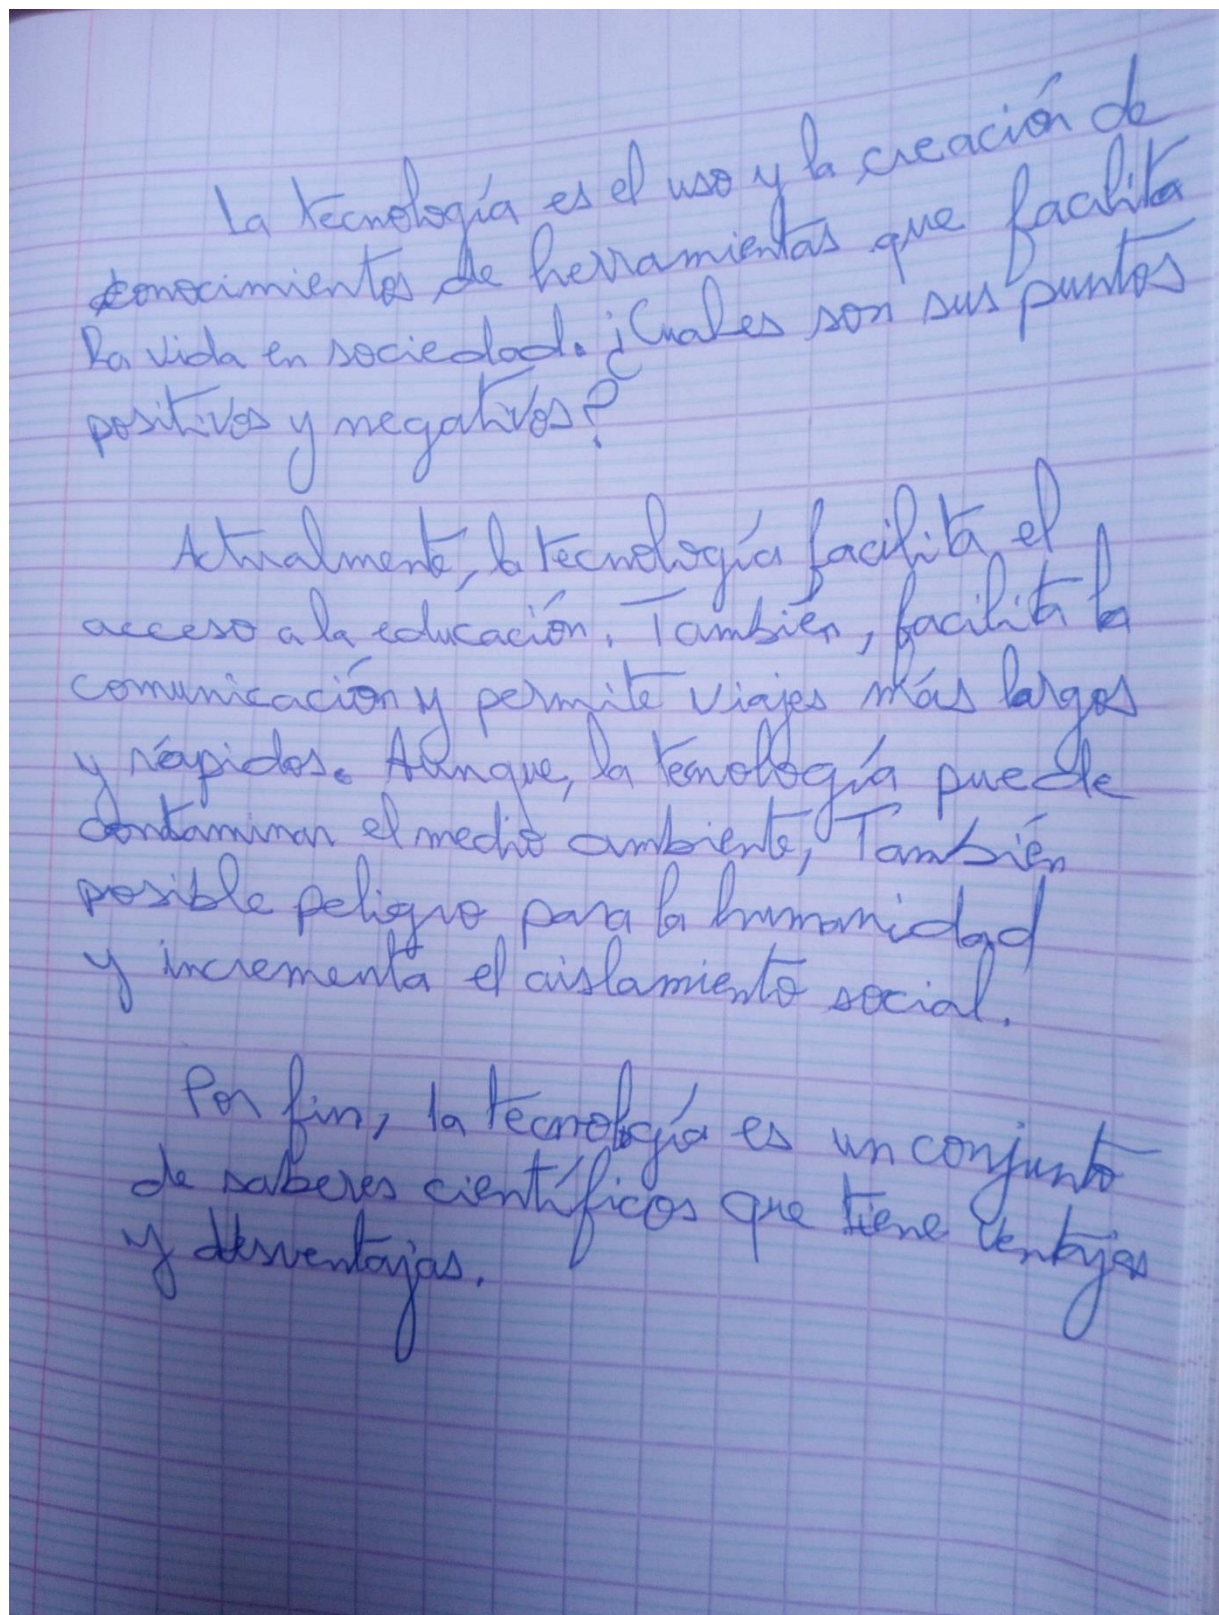 La tecnología es el uso y la creación de
conocimientos de herramientas que facilita
la vida en sociedad. ¿Cuales son sus puntos
positivos y negativos?
Actualmente, la tecnología facilita el
acceso a la educación. También, facilita la
comunicación y permite viajes más largos
y rápidos. Aunque, la tecnología puede
contaminar el medio ambiente, También
posible peligro para la humanidad
y incrementa el aislamiento social.
Por fin, la tecnología es un conjunto
de saberes científicos que tiene ventajas
y desventajas.